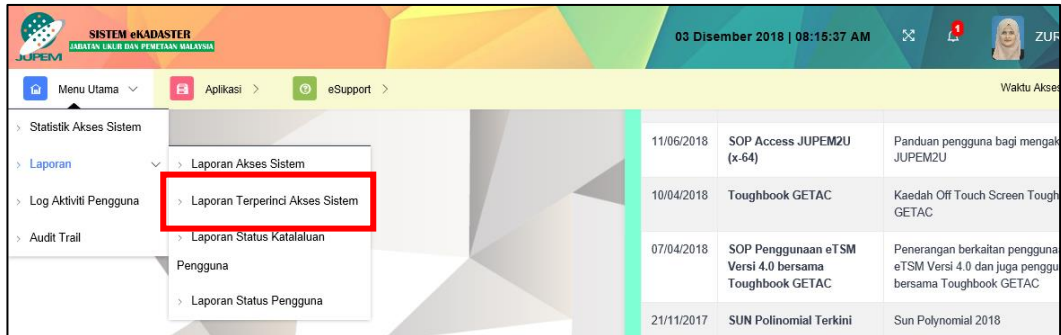 SISTEM eKADASTER
JABATAN UKUR DAN PEMETAAN MALAYSIA
JUPEM
03 Disember 2018 | 08:15:37 AM
1
ZUR
Menu Utama
Aplikasi >
eSupport >
Waktu Akses
> Statistik Akses Sistem
> Laporan
> Log Aktiviti Pengguna
> Audit Trail
> Laporan Akses Sistem
> Laporan Terperinci Akses Sistem
> Laporan Status Katalaluan
Pengguna
> Laporan Status Pengguna
11/06/2018 SOP Access JUPEM2U Panduan pengguna bagi mengak
(x-64) JUPEM2U
10/04/2018 Toughbook GETAC Kaedah Off Touch Screen Tough
GETAC
07/04/2018 SOP Penggunaan eTSM Penerangan berkaitan pengguna
Versi 4.0 bersama eTSM Versi 4.0 dan juga penggu
Toughbook GETAC bersama Toughbook GETAC
21/11/2017 SUN Polinomial Terkini Sun Polynomial 2018